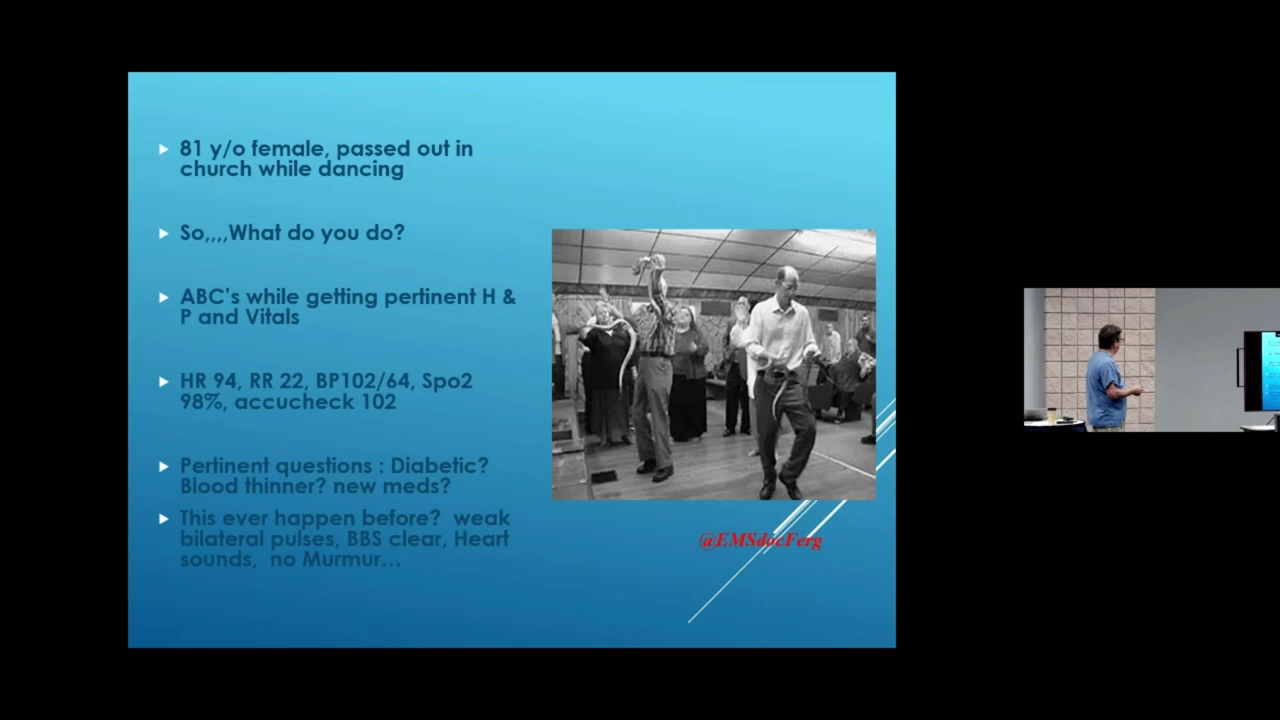 81 y/o female, passed out in
church while dancing
So,,,,What do you do?
ABC's while getting pertinent H &
P and Vitals
HR 94, RR 22, BP102/64, Spo2
98%, accucheck 102
Pertinent questions : Diabetic?
Blood thinner? new meds?
This ever happen before?  weak
bilateral pulses, BBS clear, Heart
sounds,  no Murmur...
@EMSdocFerg